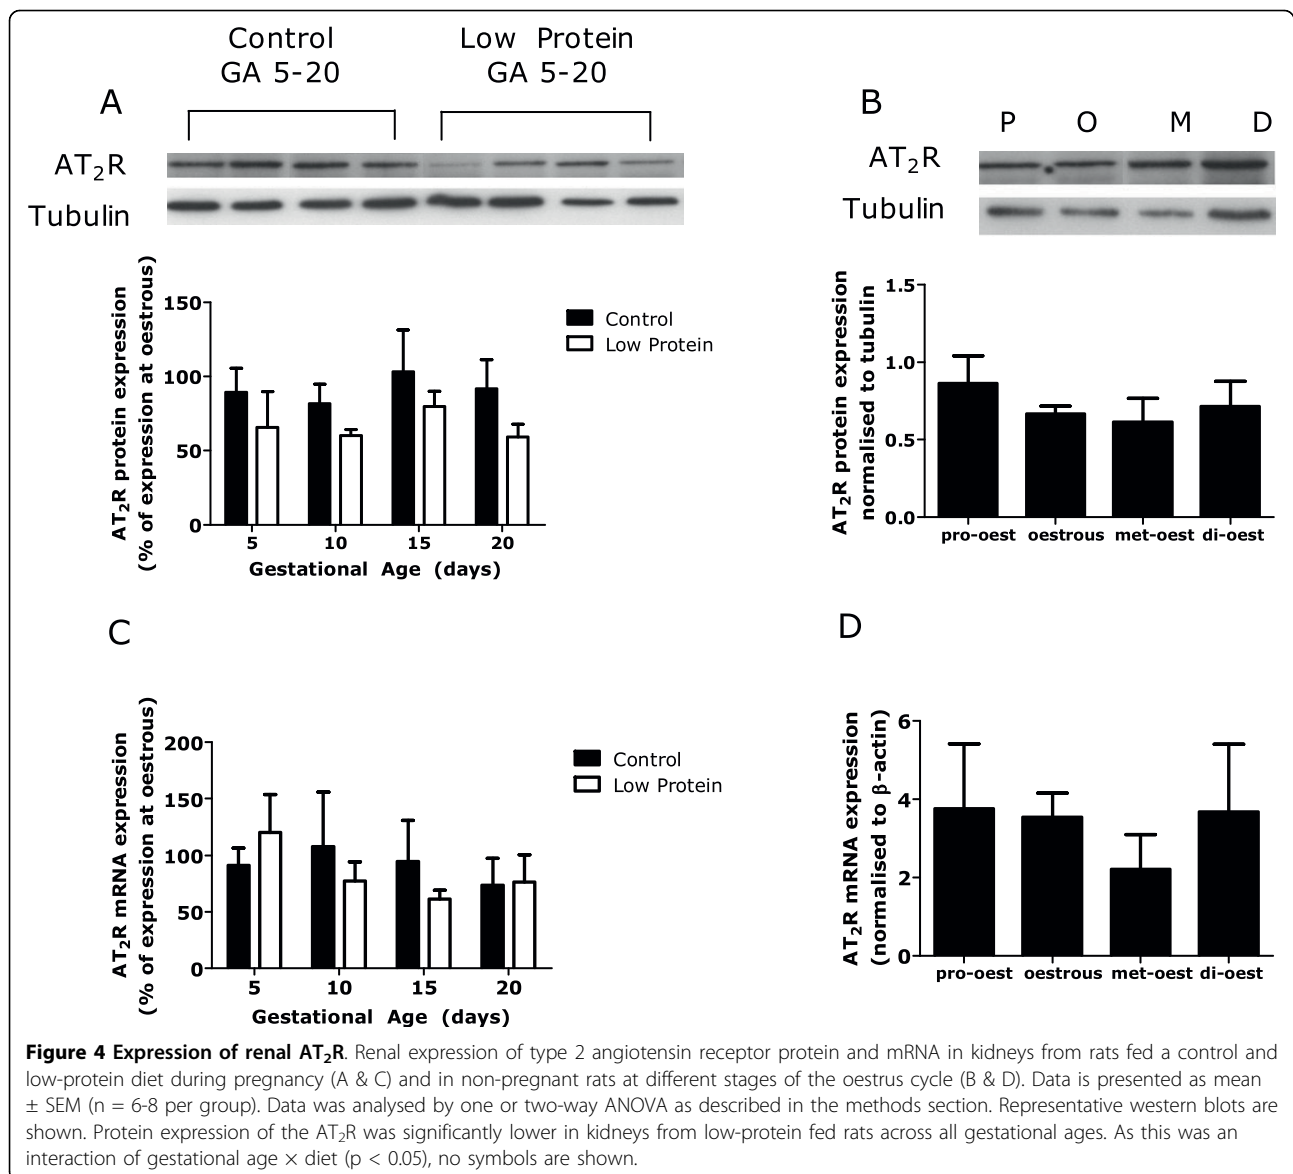 Control
GA 5-20
Low Protein
GA 5-20
A
AT₂R
Tubulin
AT₂R protein expression
(% of expression at oestrous)
150
100
50
0
5 10 15 20
Gestational Age (days)
Control
Low Protein
B
P O M D
AT₂R
Tubulin
AT₂R protein expression
normalised to tubulin
1.5
1.0
0.5
0.0
pro-oest oestrous met-oest di-oest
C
AT₂R mRNA expression
(% of expression at oestrous)
200
150
100
50
0
5 10 15 20
Gestational Age (days)
Control
Low Protein
D
AT₂R mRNA expression
(normalised to β-actin)
6
4
2
0
pro-oest oestrous met-oest di-oest
Figure 4 Expression of renal AT₂R. Renal expression of type 2 angiotensin receptor protein and mRNA in kidneys from rats fed a control and
low-protein diet during pregnancy (A & C) and in non-pregnant rats at different stages of the oestrus cycle (B & D). Data is presented as mean
± SEM (n = 6-8 per group). Data was analysed by one or two-way ANOVA as described in the methods section. Representative western blots are
shown. Protein expression of the AT₂R was significantly lower in kidneys from low-protein fed rats across all gestational ages. As this was an
interaction of gestational age × diet (p < 0.05), no symbols are shown.